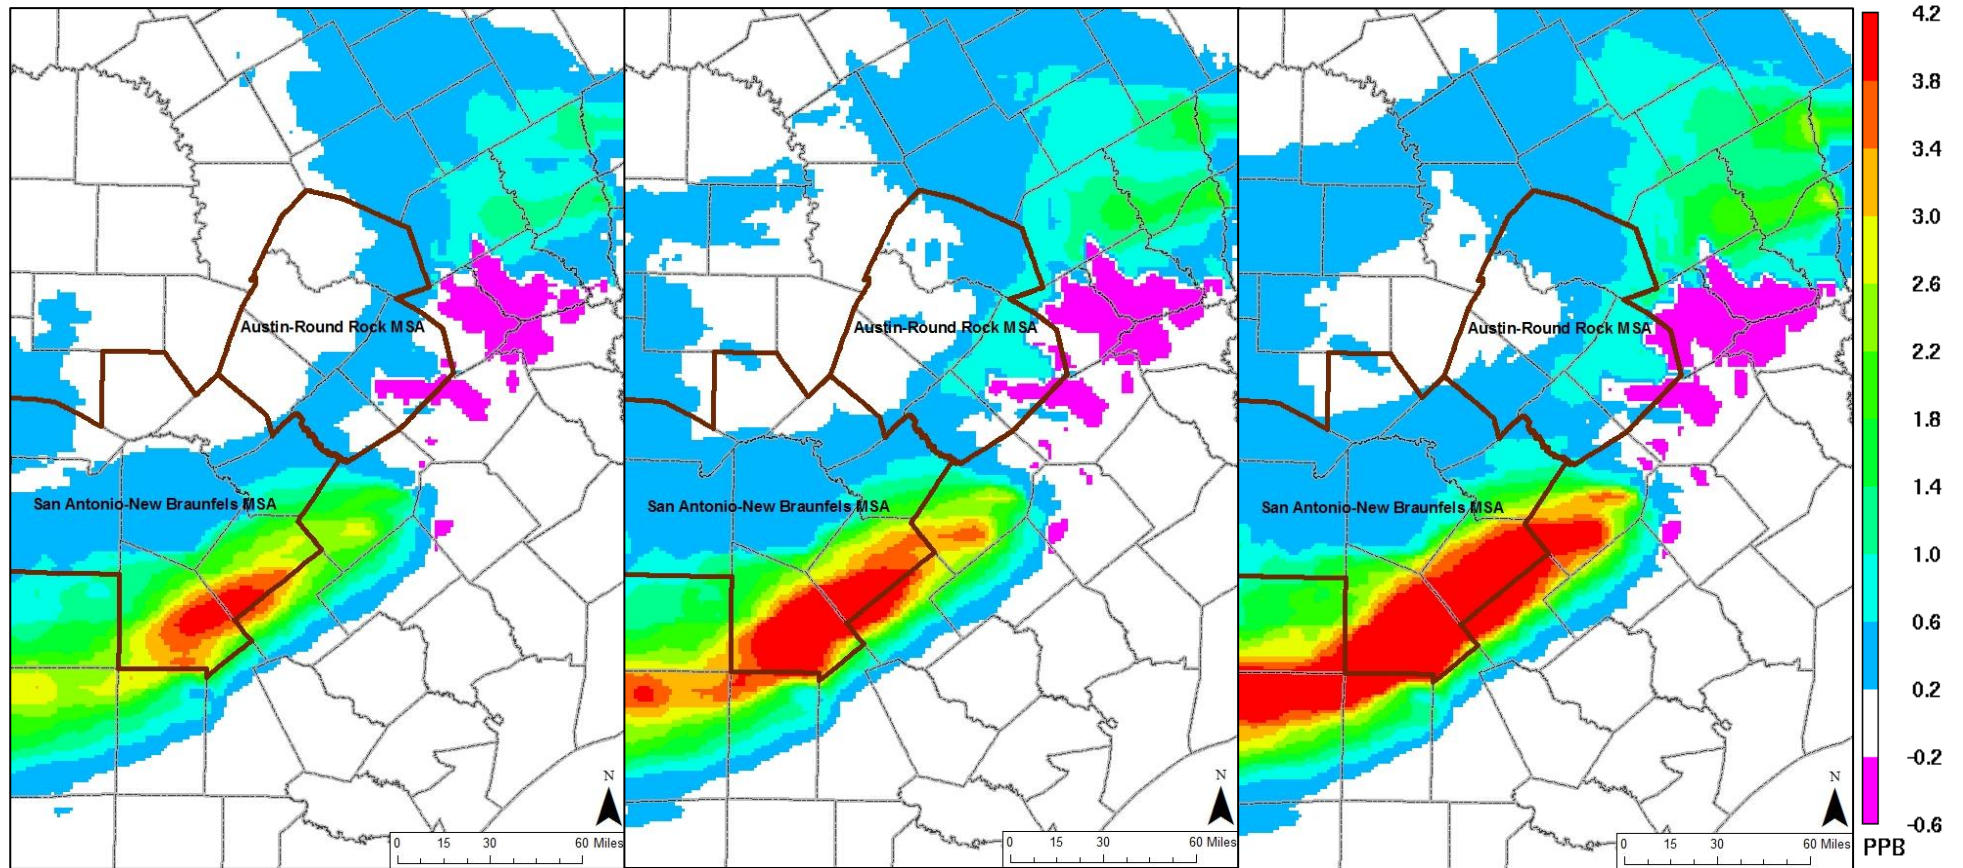 4.2
3.8
3.4
3.0
2.6
2.2
1.8
1.4
1.0
0.6
0.2
-0.2
-0.6
PPB
Austin-Round Rock MSA
San Antonio-New Braunfels MSA
N
0 15 30 60 Miles
Austin-Round Rock MSA
San Antonio-New Braunfels MSA
N
0 15 30 60 Miles
Austin-Round Rock MSA
San Antonio-New Braunfels MSA
N
0 15 30 60 Miles